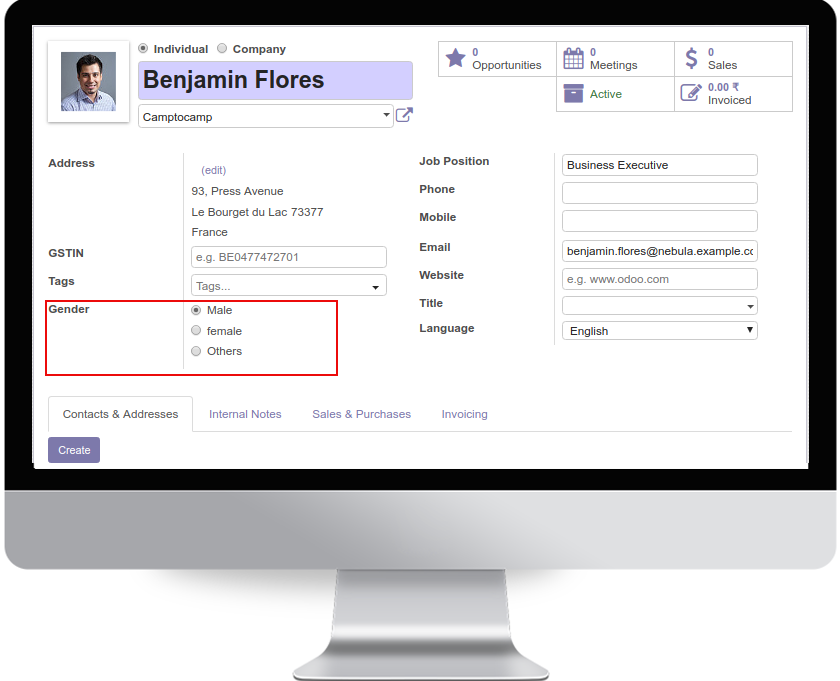 Individual Company
Benjamin Flores
Camptocamp
0
Opportunities
0
Meetings
0
Sales
Active
0.00 ₹
Invoiced
Address
(edit)
93, Press Avenue
Le Bourget du Lac 73377
France
GSTIN
e.g. BE0477472701
Tags
Tags...
Gender
Male
female
Others
Job Position
Business Executive
Phone
Mobile
Email
benjamin.flores@nebula.example.co
Website
e.g. www.odoo.com
Title
Language
English
Contacts & Addresses Internal Notes Sales & Purchases Invoicing
Create